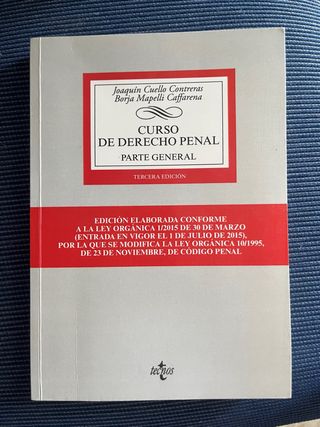 Joaquín Cuello Contreras
Borja Mapelli Caffarena
CURSO
DE DERECHO PENAL
PARTE GENERAL
TERCERA EDICIÓN
EDICIÓN ELABORADA CONFORME
A LA LEY ORGÁNICA 1/2015 DE 30 DE MARZO
(ENTRADA EN VIGOR EL 1 DE JULIO DE 2015),
POR LA QUE SE MODIFICA LA LEY ORGÁNICA 10/1995,
DE 23 DE NOVIEMBRE, DE CÓDIGO PENAL
tecnos